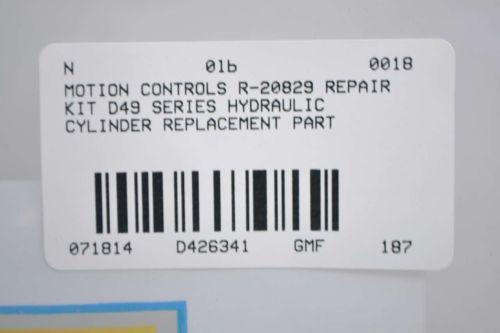 N 01b 0018
MOTION CONTROLS R-20829 REPAIR
KIT D49 SERIES HYDRAULIC
CYLINDER REPLACEMENT PART
071814 D426341 GMF 187